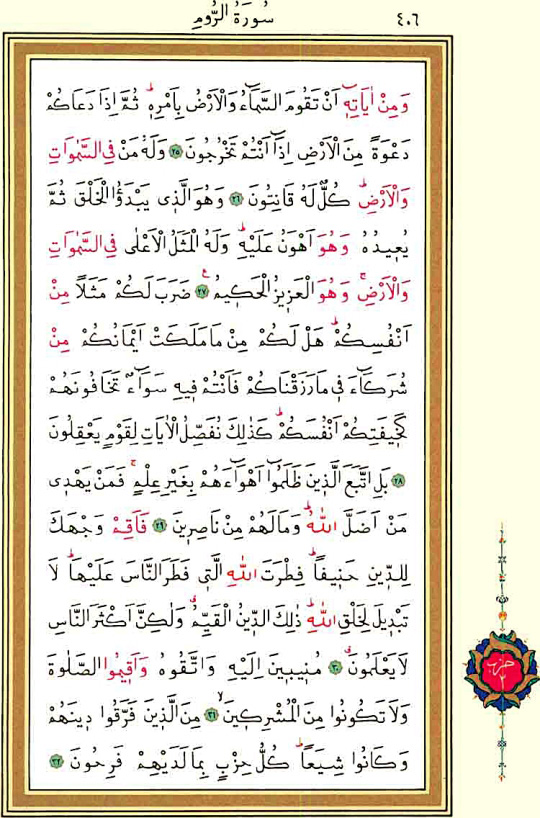 ٤٠٦
سُورَةُ الرُّومِ
وَمِنْ اٰيَاتِهٖٓ اَنْ تَقُومَ السَّمَٓاءُ وَالْاَرْضُ بِاَمْرِهٖۜ ثُمَّ اِذَا دَعَاكُمْ
دَعْوَةً مِنَ الْاَرْضِ اِذَٓا اَنْتُمْ تَخْرُجُونَ ٢٥ وَلَهُ مَنْ فِي السَّمٰوَاتِ
وَالْاَرْضِۜ كُلٌّ لَهُ قَانِتُونَ ٢٦ وَهُوَ الَّذٖي يَبْدَؤُا الْخَلْقَ ثُمَّ
يُعٖيدُهُ وَهُوَ اَهْوَنُ عَلَيْهِۜ وَلَهُ الْمَثَلُ الْاَعْلٰى فِي السَّمٰوَاتِ
وَالْاَرْضِۚ وَهُوَ الْعَزٖيزُ الْحَكٖيمُ ٢٧ ضَرَبَ لَكُمْ مَثَلًا مِنْ
اَنْفُسِكُمْۜ هَلْ لَكُمْ مِنْ مَا مَلَكَتْ اَيْمَانُكُمْ مِنْ
شُرَكَٓاءَ فٖي مَا رَزَقْنَاكُمْ فَاَنْتُمْ فٖيهِ سَوَٓاءٌ تَخَافُونَهُمْ
كَخٖيفَتِكُمْ اَنْفُسَكُمْۜ كَذٰلِكَ نُفَصِّلُ الْاٰيَاتِ لِقَوْمٍ يَعْقِلُونَ
٢٨ بَلِ اتَّبَعَ الَّذٖينَ ظَلَمُٓوا اَهْوَٓاءَهُمْ بِغَيْرِ عِلْمٍۚ فَمَنْ يَهْدٖي
مَنْ اَضَلَّ اللّٰهُۜ وَمَا لَهُمْ مِنْ نَاصِرٖينَ ٢٩ فَاَقِمْ وَجْهَكَ
لِلدّٖينِ حَنٖيفًاۜ فِطْرَتَ اللّٰهِ الَّتٖي فَطَرَ النَّاسَ عَلَيْهَاۜ لَا
تَبْدٖيلَ لِخَلْقِ اللّٰهِۜ ذٰلِكَ الدّٖينُ الْقَيِّمُۗ وَلٰكِنَّ اَكْثَرَ النَّاسِ
لَا يَعْلَمُونَۗ ٣٠ مُنٖيبٖينَ اِلَيْهِ وَاتَّقُوهُ وَاَقٖيمُوا الصَّلٰوةَ
وَلَا تَكُونُوا مِنَ الْمُشْرِكٖينَۙ ٣١ مِنَ الَّذٖينَ فَرَّقُوا دٖينَهُمْ
وَكَانُوا شِيَعًاۜ كُلُّ حِزْبٍ بِمَا لَدَيْهِمْ فَرِحُونَ ٣٢
حزب
٣